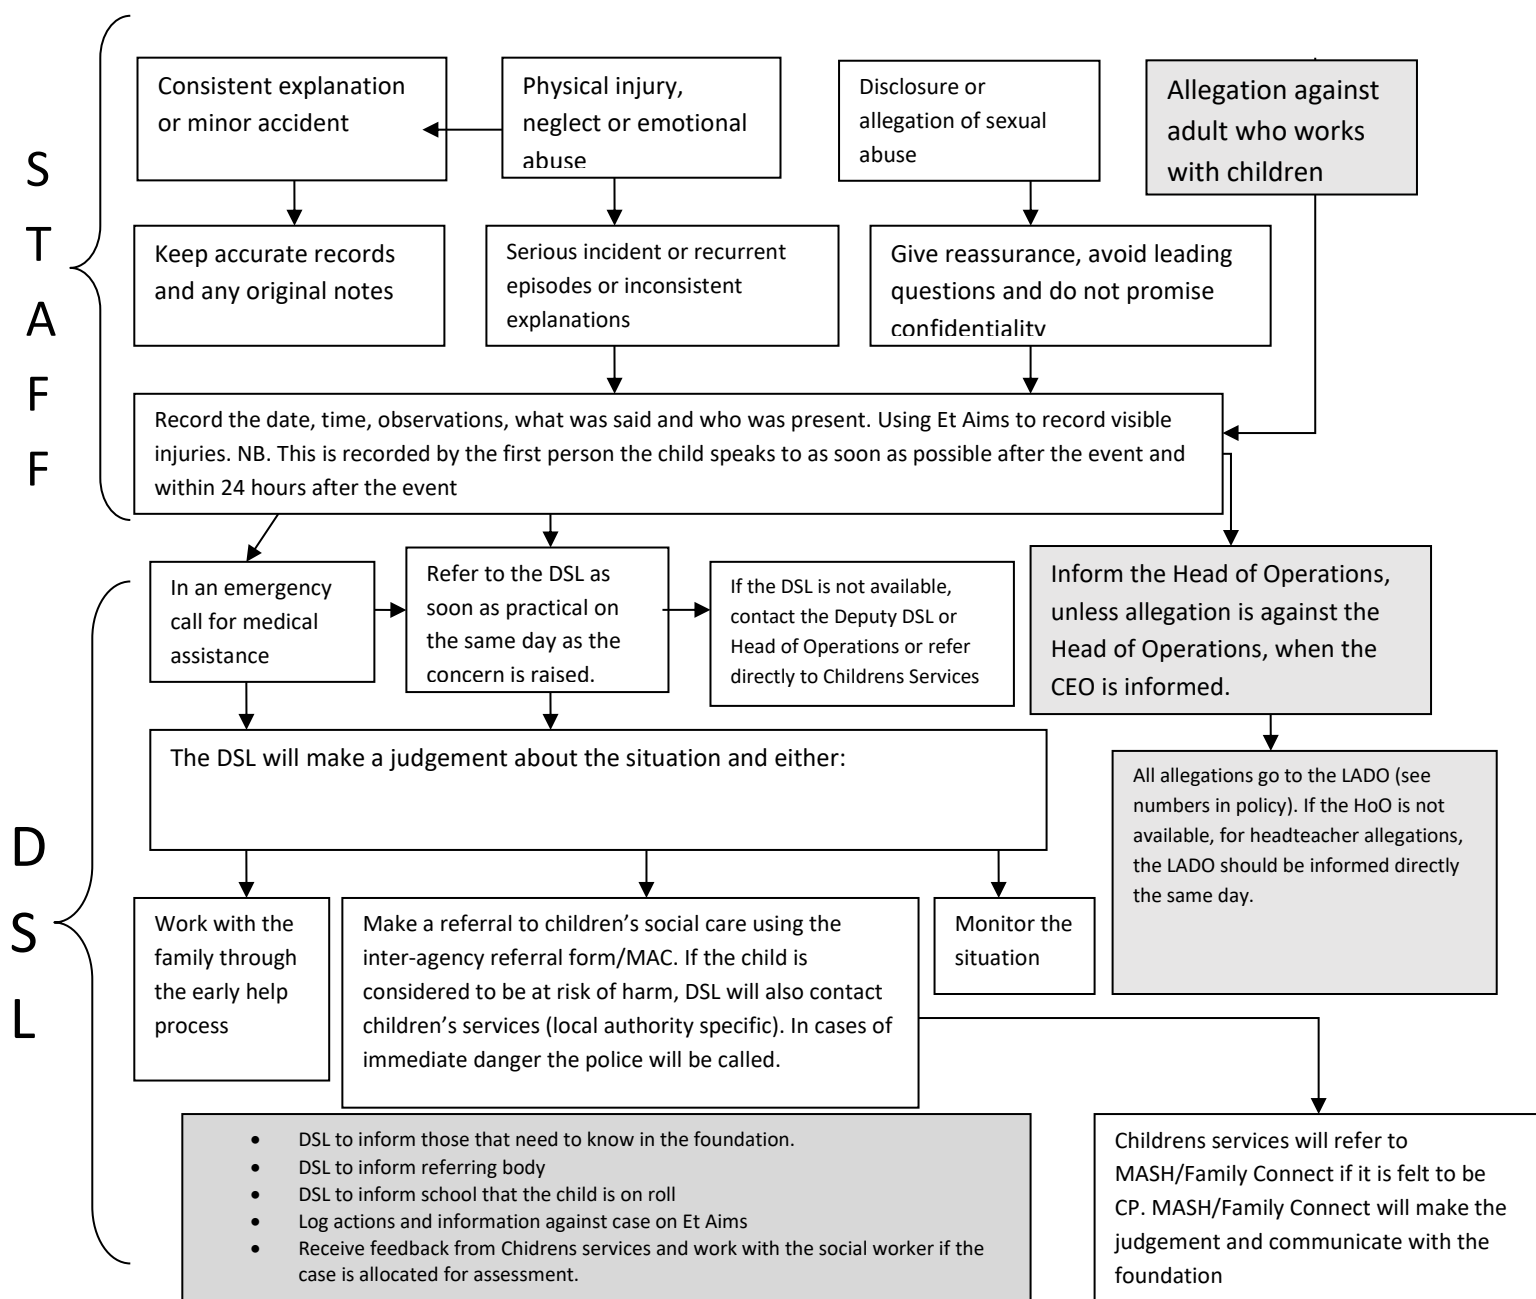 S
T
A
F
F
Consistent explanation
or minor accident
Physical injury,
neglect or emotional
abuse
Disclosure or
allegation of sexual
abuse
Allegation against
adult who works
with children
Keep accurate records
and any original notes
Serious incident or recurrent
episodes or inconsistent
explanations
Give reassurance, avoid leading
questions and do not promise
confidentiality
Record the date, time, observations, what was said and who was present. Using Et Aims to record visible
injuries. NB. This is recorded by the first person the child speaks to as soon as possible after the event and
within 24 hours after the event
D
S
L
In an emergency
call for medical
assistance
Refer to the DSL as
soon as practical on
the same day as the
concern is raised.
If the DSL is not available,
contact the Deputy DSL or
Head of Operations or refer
directly to Childrens Services
Inform the Head of Operations,
unless allegation is against the
Head of Operations, when the
CEO is informed.
The DSL will make a judgement about the situation and either:
All allegations go to the LADO (see
numbers in policy). If the HoO is not
available, for headteacher allegations,
the LADO should be informed directly
the same day.
Work with the
family through
the early help
process
Make a referral to children’s social care using the
inter-agency referral form/MAC. If the child is
considered to be at risk of harm, DSL will also contact
children’s services (local authority specific). In cases of
immediate danger the police will be called.
Monitor the
situation
• DSL to inform those that need to know in the foundation.
• DSL to inform referring body
• DSL to inform school that the child is on roll
• Log actions and information against case on Et Aims
• Receive feedback from Chidrens services and work with the social worker if the
case is allocated for assessment.
Childrens services will refer to
MASH/Family Connect if it is felt to be
CP. MASH/Family Connect will make the
judgement and communicate with the
foundation